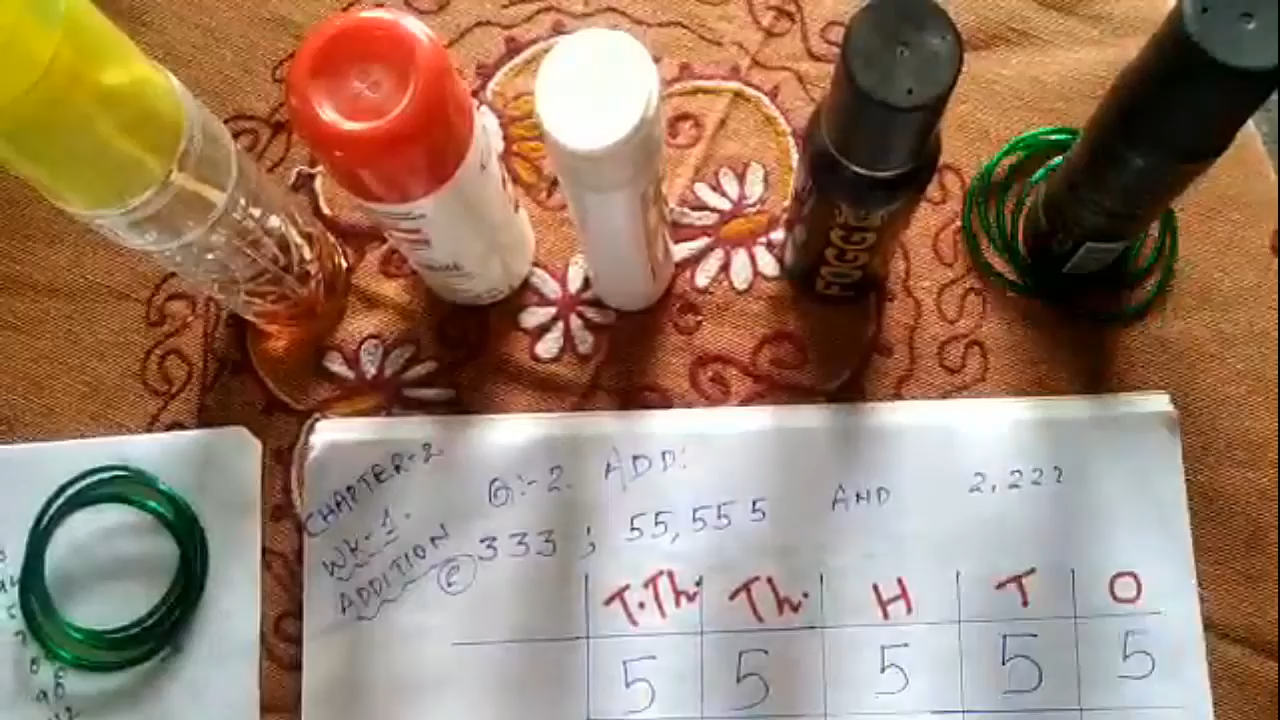 FOGG
CHAPTER-2
WK-1.
ADDITION
Q:-2. ADD:
e 333 ; 55,555 AND 2,222
T.Th. Th. H T O
5 5 5 5 5